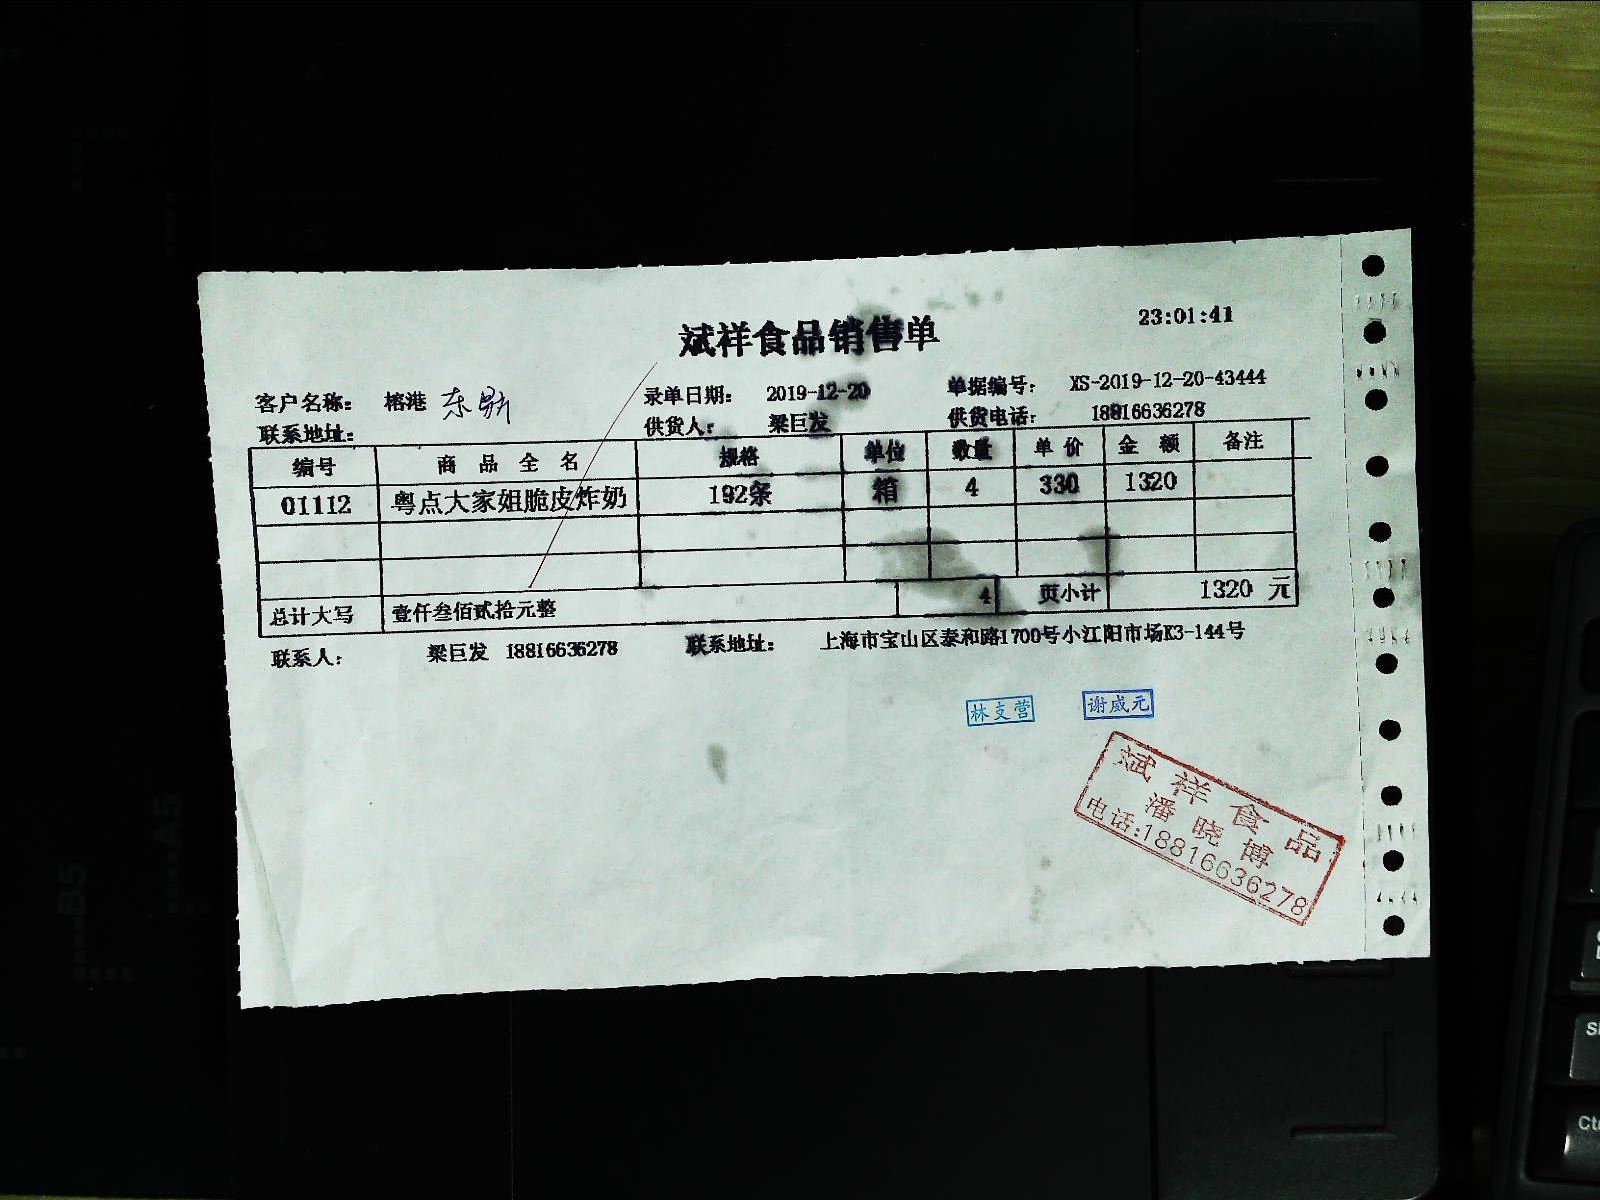 23:01:41
斌祥食品销售单
客户名称： 榕港 录单日期： 2019-12-20 单据编号： XS-2019-12-20-43444
联系地址： 供货人： 梁巨发 供货电话： 18816636278
编号 商品全名 规格 单位 数量 单价 金额 备注
01112 粤点大家姐脆皮炸奶 192条 箱 4 330 1320
总计大写 壹仟叁佰贰拾元整 4 页小计 1320 元
联系人： 梁巨发 18816636278 联系地址： 上海市宝山区泰和路1700号小江阳市场K3-144号
林支营 谢威元
斌祥食品
潘晓博
电话:18816636278
B5
A5